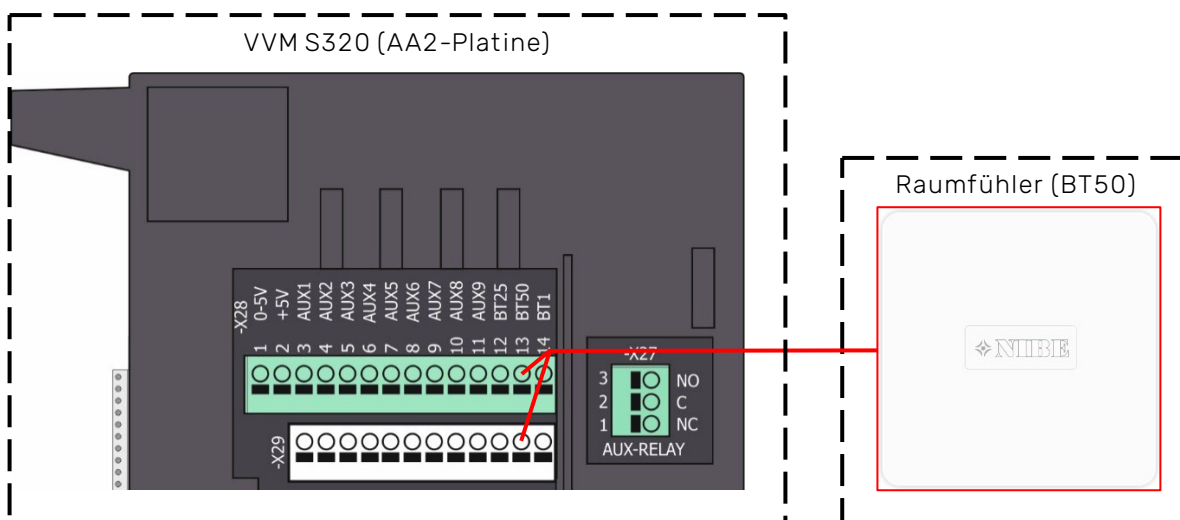 VVM S320 (AA2-Platine)
Raumfühler (BT50)
-X28
0-5V
+5V
AUX1
AUX2
AUX3
AUX4
AUX5
AUX6
AUX7
AUX8
AUX9
BT25
BT50
BT1
1 2 3 4 5 6 7 8 9 10 11 12 13 14
-X27
3 NO
2 C
1 NC
AUX-RELAY
-X29
NIBE